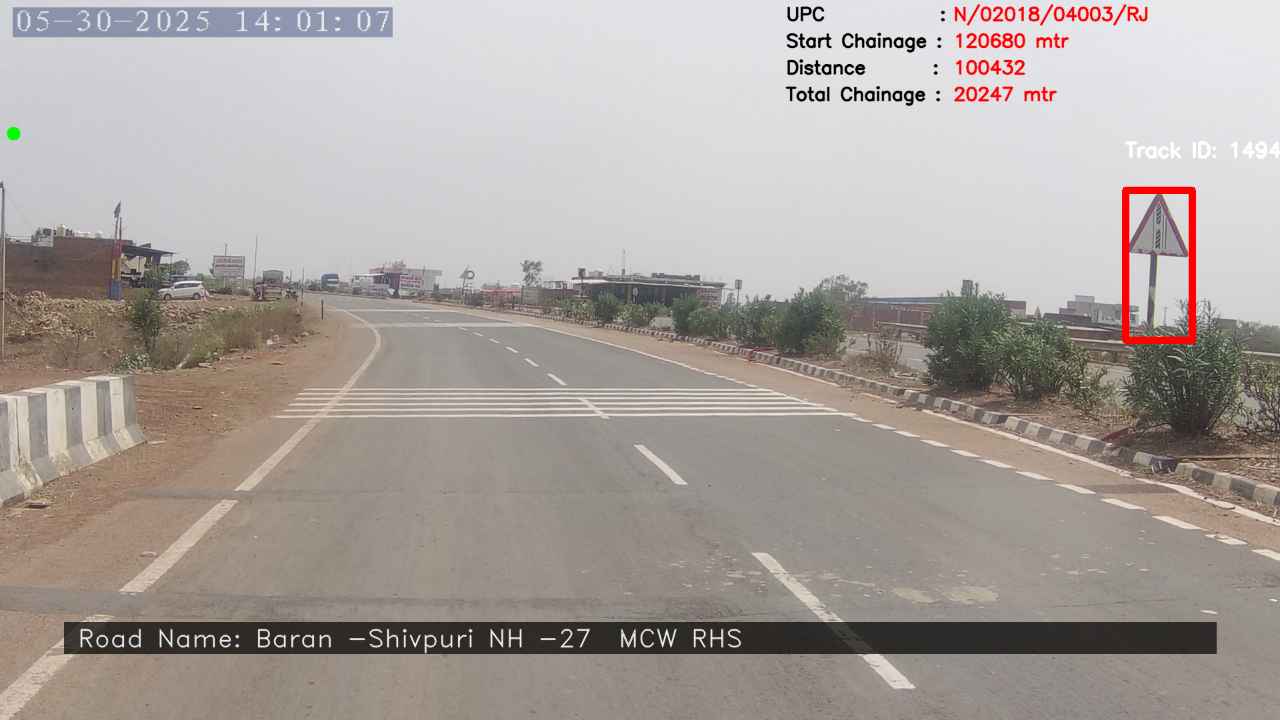 05-30-2025 14:01:07
UPC : N/02018/04003/RJ
Start Chainage : 120680 mtr
Distance : 100432
Total Chainage : 20247 mtr
Track ID: 1494
Road Name: Baran -Shivpuri NH -27 MCW RHS